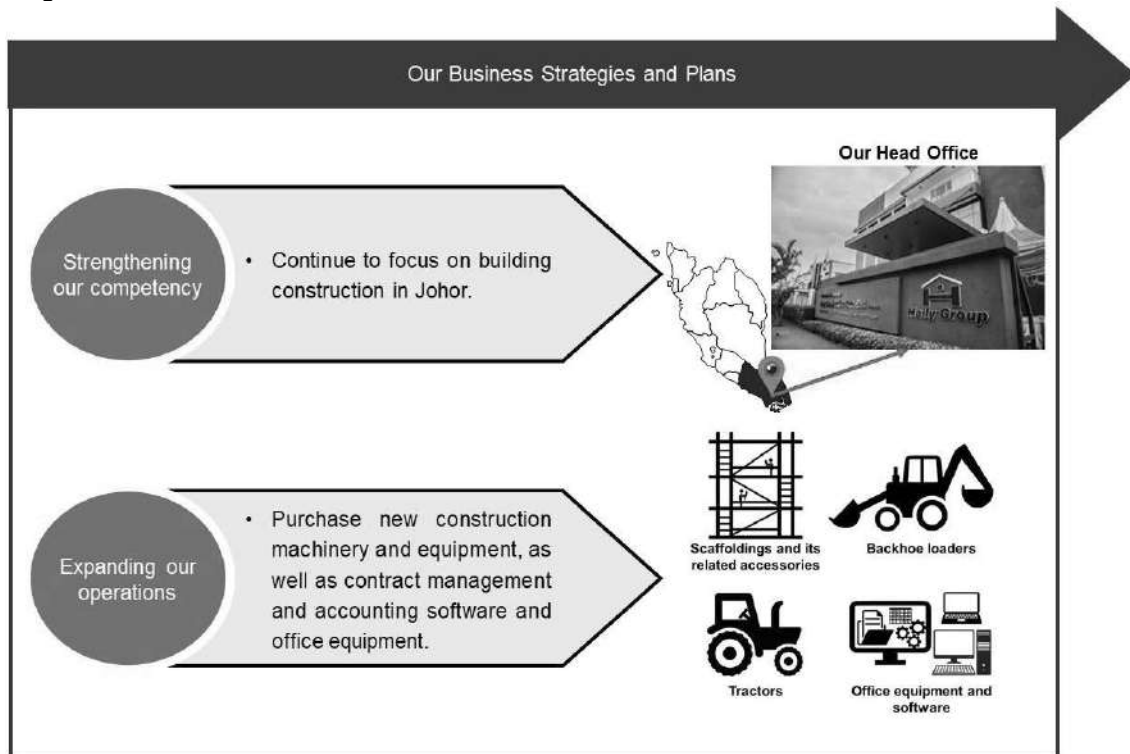 Our Business Strategies and Plans
Our Head Office
Strengthening
our competency
• Continue to focus on building
construction in Johor.
Expanding our
operations
• Purchase new construction
machinery and equipment, as
well as contract management
and accounting software and
office equipment.
Scaffoldings and its
related accessories
Backhoe loaders
Tractors
Office equipment and
software